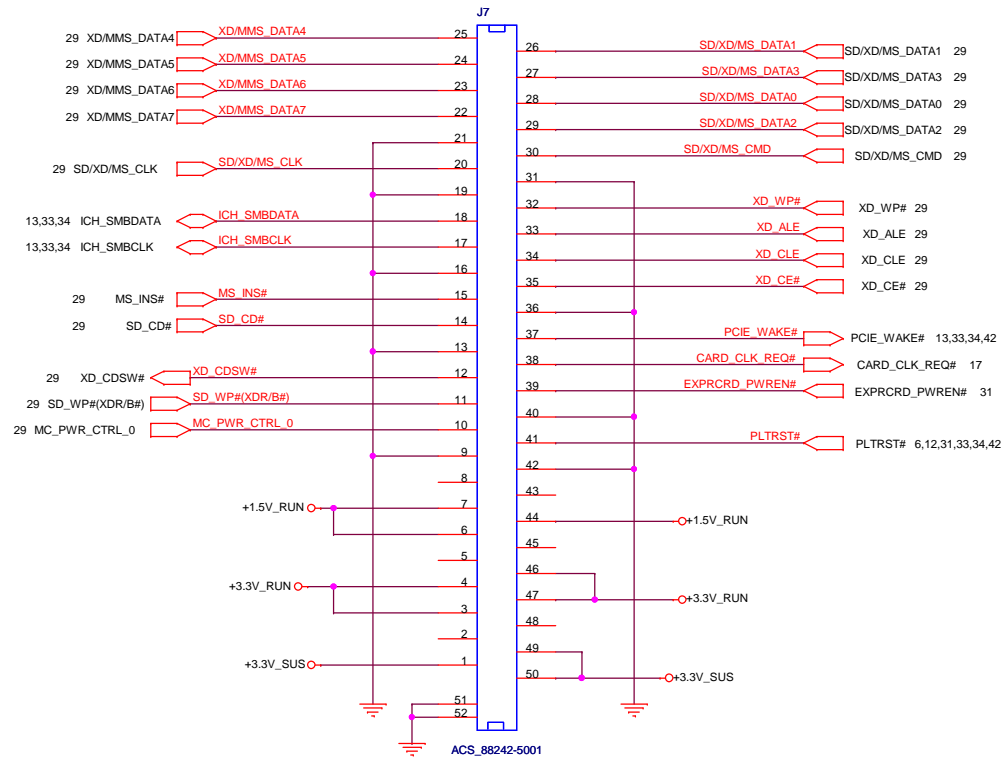 J7
29 XD/MMS_DATA4 XD/MMS_DATA4 25
29 XD/MMS_DATA5 XD/MMS_DATA5 24
29 XD/MMS_DATA6 XD/MMS_DATA6 23
29 XD/MMS_DATA7 XD/MMS_DATA7 22
21
29 SD/XD/MS_CLK SD/XD/MS_CLK 20
19
13,33,34 ICH_SMBDATA ICH_SMBDATA 18
13,33,34 ICH_SMBCLK ICH_SMBCLK 17
16
29 MS_INS# MS_INS# 15
29 SD_CD# SD_CD# 14
13
29 XD_CDSW# XD_CDSW# 12
29 SD_WP#(XDR/B#) SD_WP#(XDR/B#) 11
29 MC_PWR_CTRL_0 MC_PWR_CTRL_0 10
9
8
+1.5V_RUN 7
6
5
+3.3V_RUN 4
3
2
+3.3V_SUS 1
51
52
26 SD/XD/MS_DATA1 SD/XD/MS_DATA1 29
27 SD/XD/MS_DATA3 SD/XD/MS_DATA3 29
28 SD/XD/MS_DATA0 SD/XD/MS_DATA0 29
29 SD/XD/MS_DATA2 SD/XD/MS_DATA2 29
30 SD/XD/MS_CMD SD/XD/MS_CMD 29
31
32 XD_WP# XD_WP# 29
33 XD_ALE XD_ALE 29
34 XD_CLE XD_CLE 29
35 XD_CE# XD_CE# 29
36
37 PCIE_WAKE# PCIE_WAKE# 13,33,34,42
38 CARD_CLK_REQ# CARD_CLK_REQ# 17
39 EXPRCRD_PWREN# EXPRCRD_PWREN# 31
40
41 PLTRST# PLTRST# 6,12,31,33,34,42
42
43
44 +1.5V_RUN
45
46
47 +3.3V_RUN
48
49
50 +3.3V_SUS
ACS_88242-5001